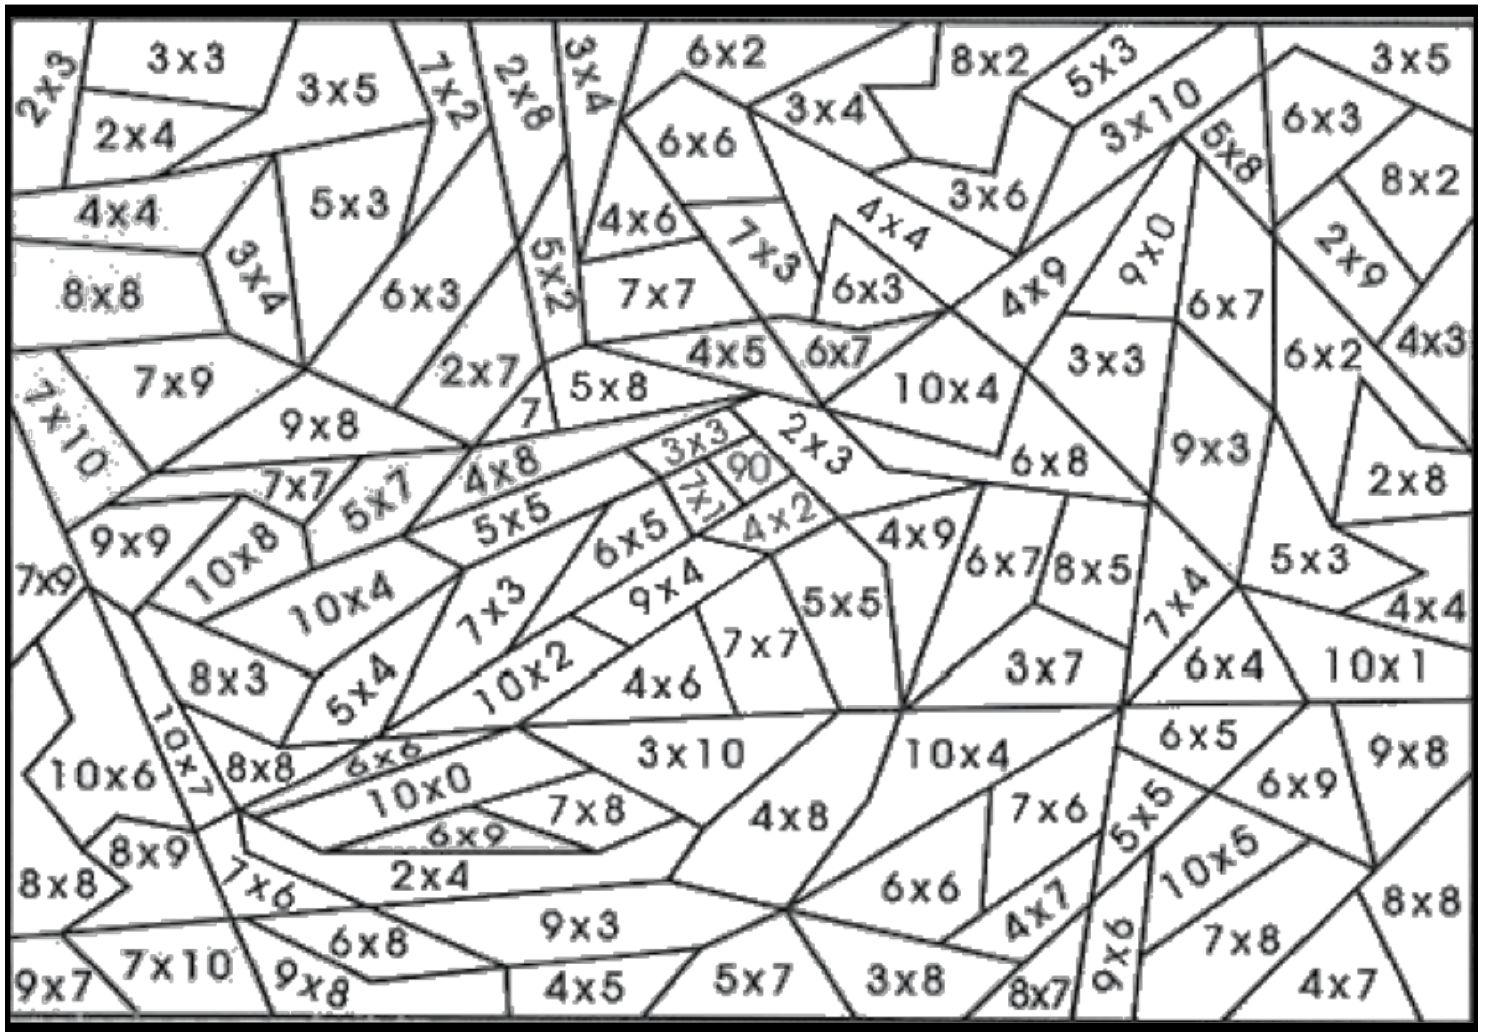 2x3
3x3
3x5
7x2
2x8
3x4
6x2
8x2
5x3
3x5
2x4
3x4
3x10
6x3
6x6
5x8
8x2
4x4
5x3
4x6
7x3
4x4
3x6
9x0
2x9
3x4
8x8
6x3
5x2
7x7
6x3
4x9
6x7
4x3
7x9
2x7
4x5
6x7
3x3
6x2
5x8
10x4
7x10
9x8
7
2x3
6x8
9x3
2x8
3x3
4x8
90
7x7
5x7
7x1
5x5
4x2
9x9
10x8
6x5
4x9
6x7
8x5
5x3
7x9
10x4
7x3
9x4
5x5
7x4
4x4
8x3
5x4
10x2
4x6
7x7
3x7
6x4
10x1
10x7
10x6
8x8
6x6
3x10
10x4
6x5
9x8
10x0
7x8
6x9
4x8
7x6
5x5
6x9
8x9
8x8
7x6
2x4
6x6
4x7
10x5
8x8
6x8
9x3
7x8
9x7
7x10
9x8
4x5
5x7
3x8
8x7
9x6
4x7